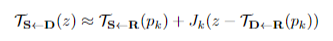 𝒯_{S←D}(z) ≈ 𝒯_{S←R}(p_k) + J_k(z − 𝒯_{D←R}(p_k))